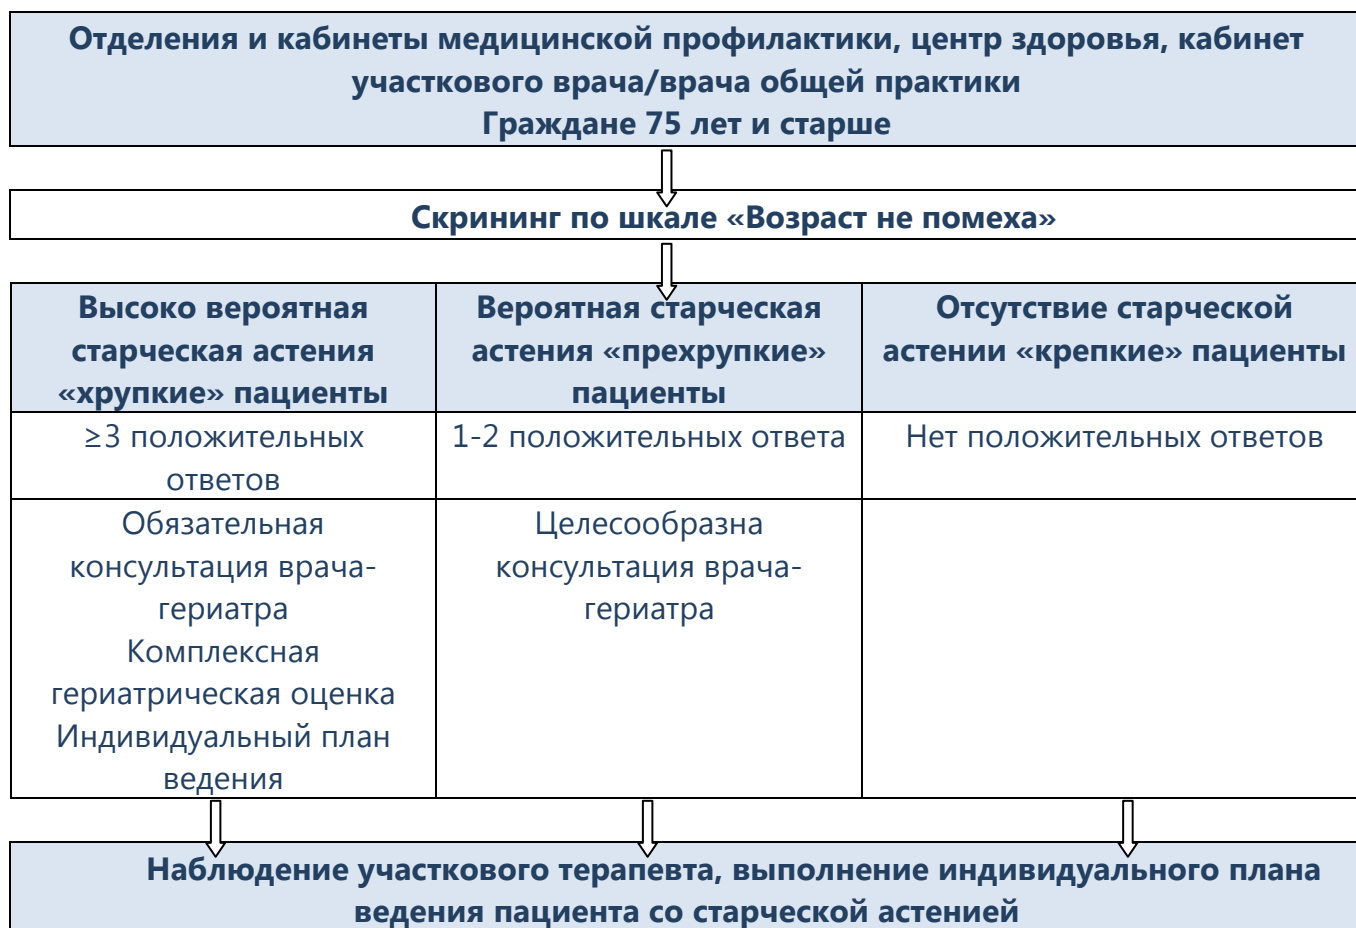 Отделения и кабинеты медицинской профилактики, центр здоровья, кабинет
участкового врача/врача общей практики
Граждане 75 лет и старше
Скрининг по шкале «Возраст не помеха»
Высоко вероятная
старческая астения
«хрупкие» пациенты
Вероятная старческая
астения «прехрупкие»
пациенты
Отсутствие старческой
астении «крепкие» пациенты
≥3 положительных
ответов
1-2 положительных ответа
Нет положительных ответов
Обязательная
консультация врача-
гериатра
Комплексная
гериатрическая оценка
Индивидуальный план
ведения
Целесообразна
консультация врача-
гериатра
Наблюдение участкового терапевта, выполнение индивидуального плана
ведения пациента со старческой астенией